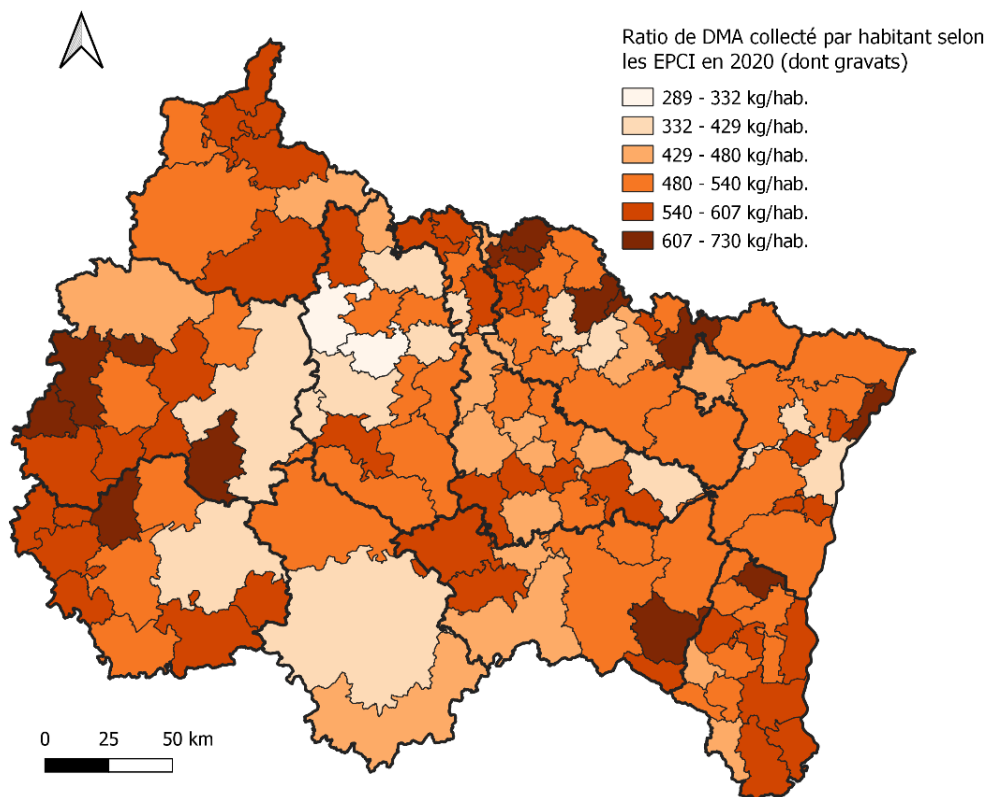 Ratio de DMA collecté par habitant selon
les EPCI en 2020 (dont gravats)
289 - 332 kg/hab.
332 - 429 kg/hab.
429 - 480 kg/hab.
480 - 540 kg/hab.
540 - 607 kg/hab.
607 - 730 kg/hab.
0 25 50 km